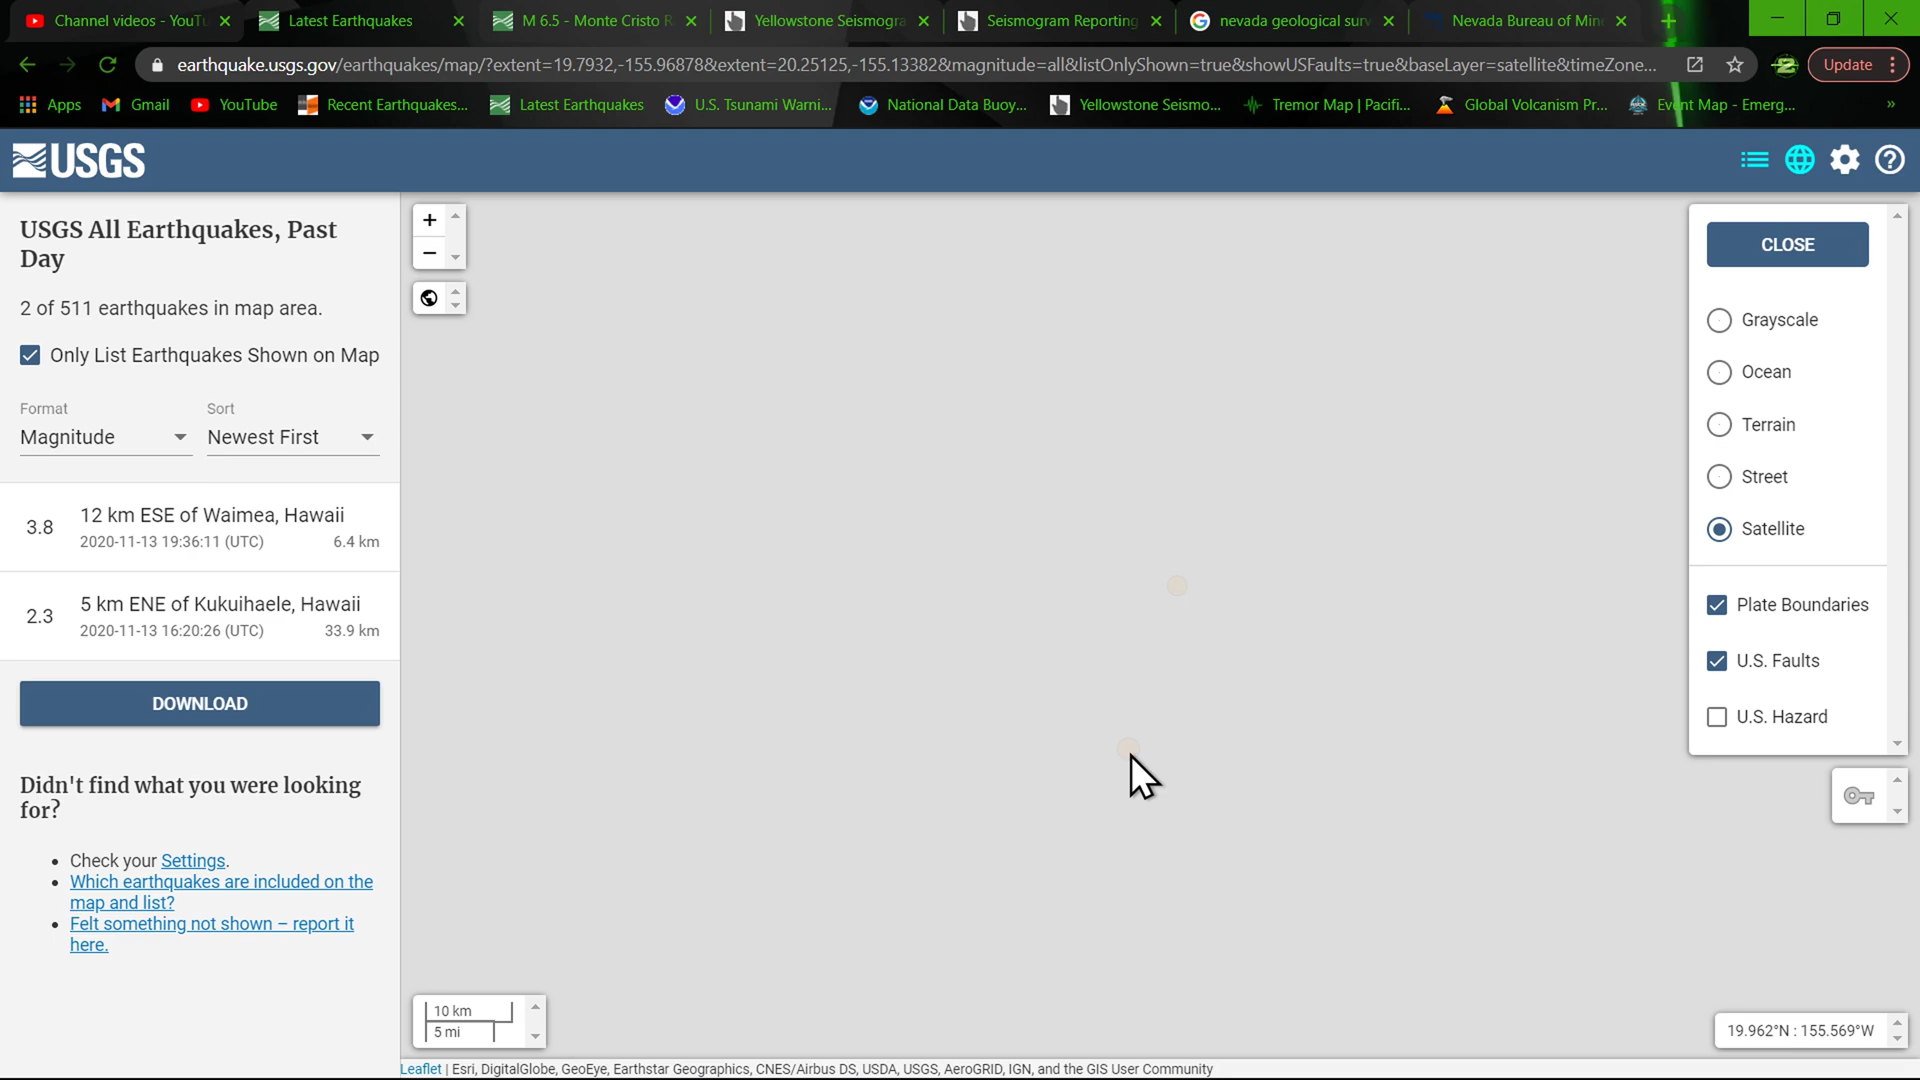 Channel videos - YouTu
Latest Earthquakes
M 6.5 - Monte Cristo R
Yellowstone Seismogra
Seismogram Reporting
nevada geological surv
Nevada Bureau of Min
earthquake.usgs.gov/earthquakes/map/?extent=19.7932,-155.96878&extent=20.25125,-155.13382&magnitude=all&listOnlyShown=true&showUSFaults=true&baseLayer=satellite&timeZone...
Update
Apps
Gmail
YouTube
Recent Earthquakes...
Latest Earthquakes
U.S. Tsunami Warni...
National Data Buoy...
Yellowstone Seismo...
Tremor Map | Pacifi...
Global Volcanism Pr...
Event Map - Emerg...
»
USGS
USGS All Earthquakes, Past
Day
2 of 511 earthquakes in map area.
Only List Earthquakes Shown on Map
Format
Sort
Magnitude
Newest First
3.8
12 km ESE of Waimea, Hawaii
2020-11-13 19:36:11 (UTC) 6.4 km
2.3
5 km ENE of Kukuihaele, Hawaii
2020-11-13 16:20:26 (UTC) 33.9 km
DOWNLOAD
Didn't find what you were looking
for?
Check your Settings.
Which earthquakes are included on the
map and list?
Felt something not shown – report it
here.
+
−
CLOSE
Grayscale
Ocean
Terrain
Street
Satellite
Plate Boundaries
U.S. Faults
U.S. Hazard
10 km
5 mi
19.962°N : 155.569°W
Leaflet | Esri, DigitalGlobe, GeoEye, Earthstar Geographics, CNES/Airbus DS, USDA, USGS, AeroGRID, IGN, and the GIS User Community